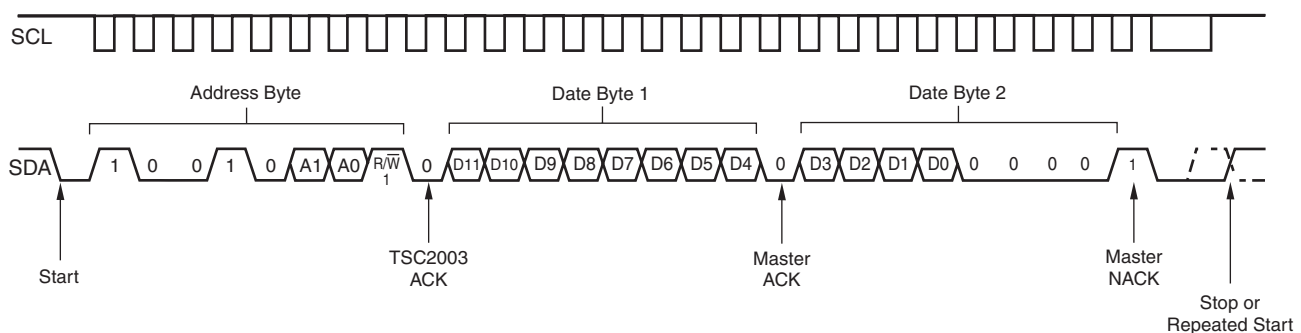 SCL
Address Byte
Date Byte 1
Date Byte 2
SDA
1 0 0 1 0 A1 A0 R/W̅ 1 0 D11 D10 D9 D8 D7 D6 D5 D4 0 D3 D2 D1 D0 0 0 0 0 1
Start
TSC2003
ACK
Master
ACK
Master
NACK
Stop or
Repeated Start